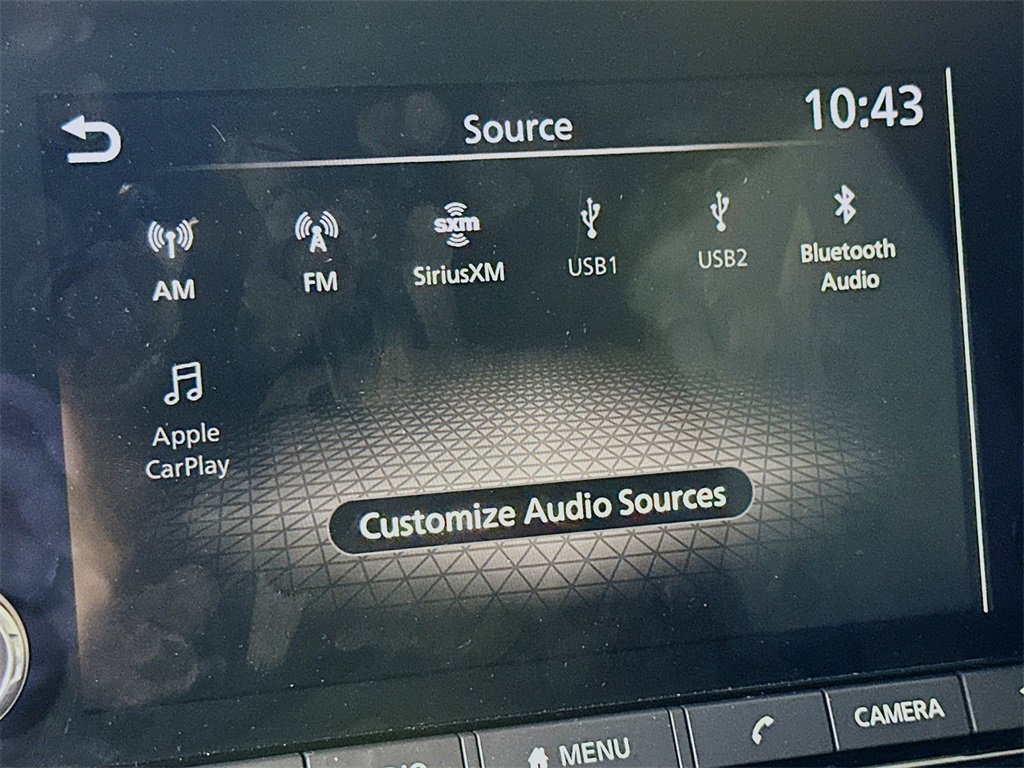 Source
10:43
AM
FM
sxm
SiriusXM
USB1
USB2
Bluetooth
Audio
Apple
CarPlay
Customize Audio Sources
MENU
CAMERA